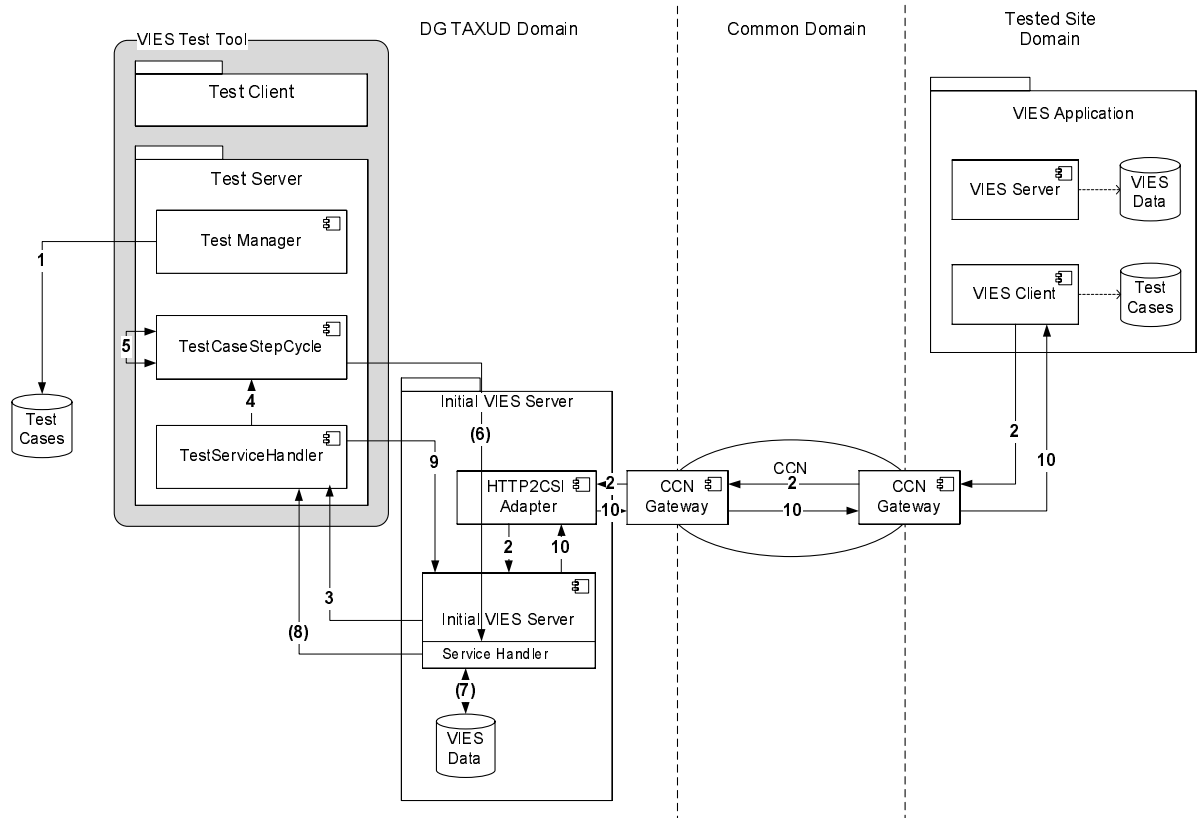 DG TAXUD Domain
Common Domain
Tested Site
Domain
VIES Test Tool
Test Client
Test Server
Test Manager
1
TestCaseStepCycle
5
4
TestServiceHandler
Test
Cases
3
(8)
9
Initial VIES Server
(6)
HTTP2CSI
Adapter
2
10
2
10
Initial VIES Server
Service Handler
(7)
VIES
Data
CCN
Gateway
CCN
2
10
CCN
Gateway
VIES Application
VIES Server
VIES
Data
VIES Client
Test
Cases
2
10